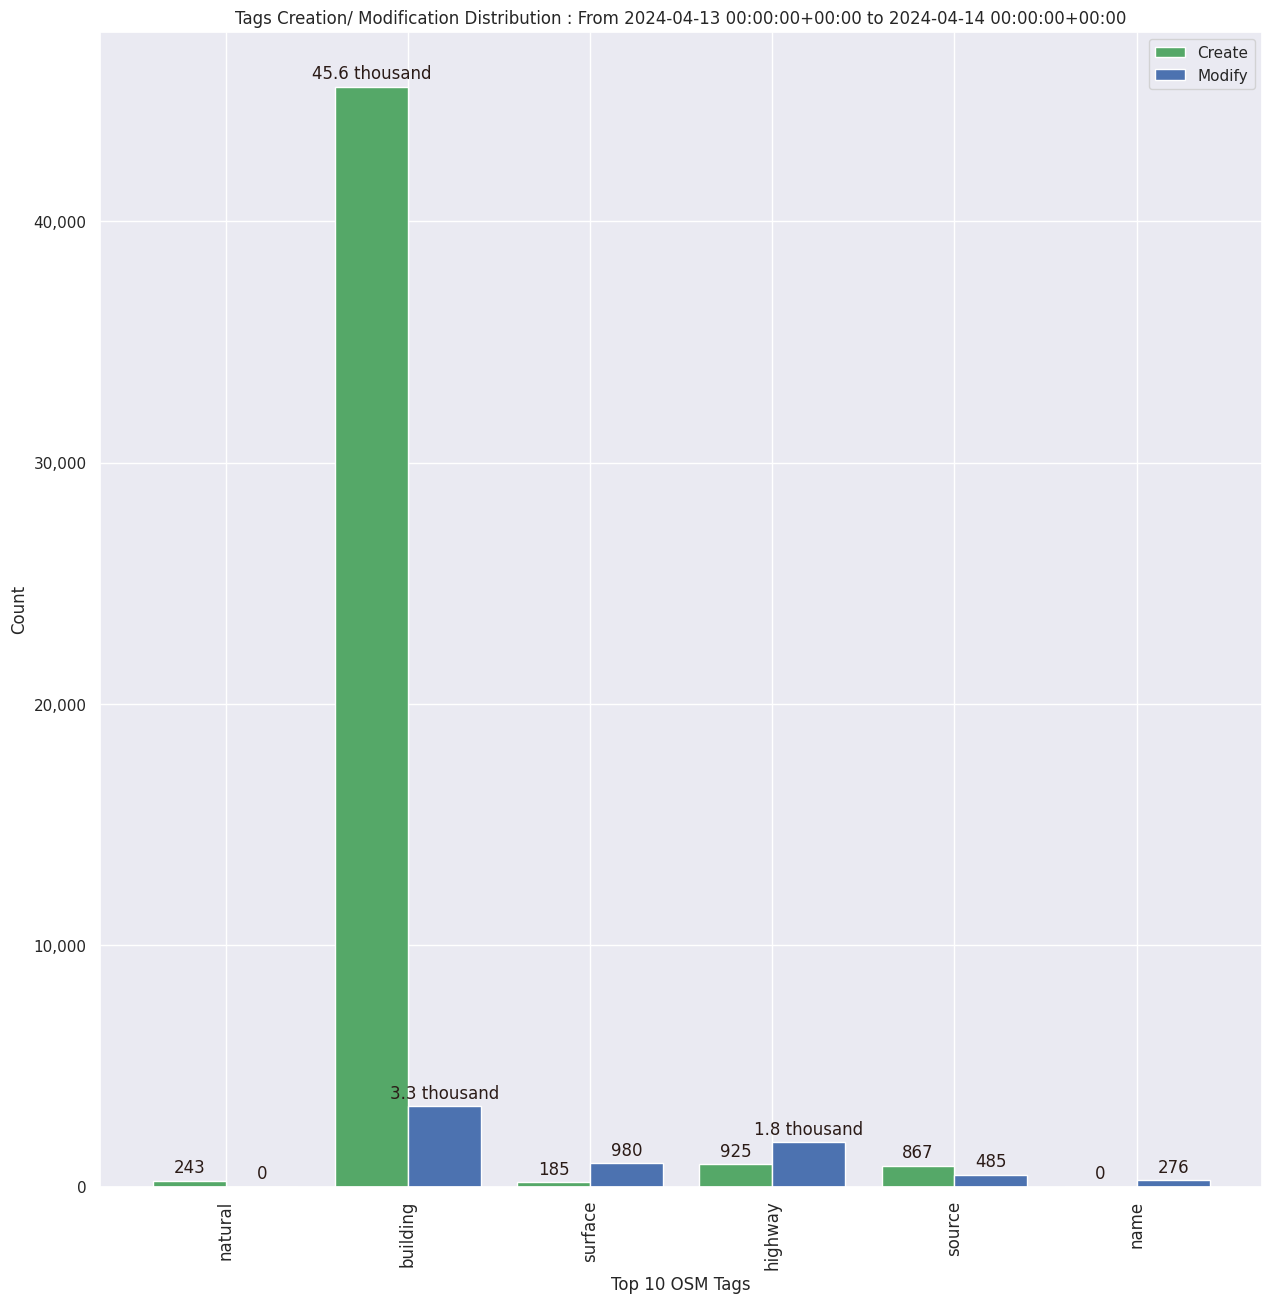 Tags Creation/ Modification Distribution : From 2024-04-13 00:00:00+00:00 to 2024-04-14 00:00:00+00:00
Create
Modify
45.6 thousand
40,000
30,000
20,000
10,000
0
Count
3.3 thousand
1.8 thousand
243
0
185
980
925
867
485
0
276
natural
building
surface
highway
source
name
Top 10 OSM Tags